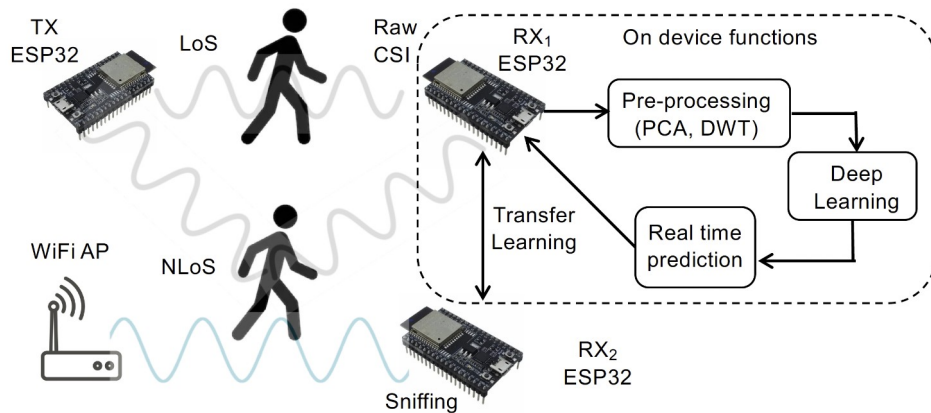 TX
ESP32
LoS
Raw
CSI
RX₁
ESP32
On device functions
Pre-processing
(PCA, DWT)
Deep
Learning
Real time
prediction
Transfer
Learning
WiFi AP
NLoS
Sniffing
RX₂
ESP32